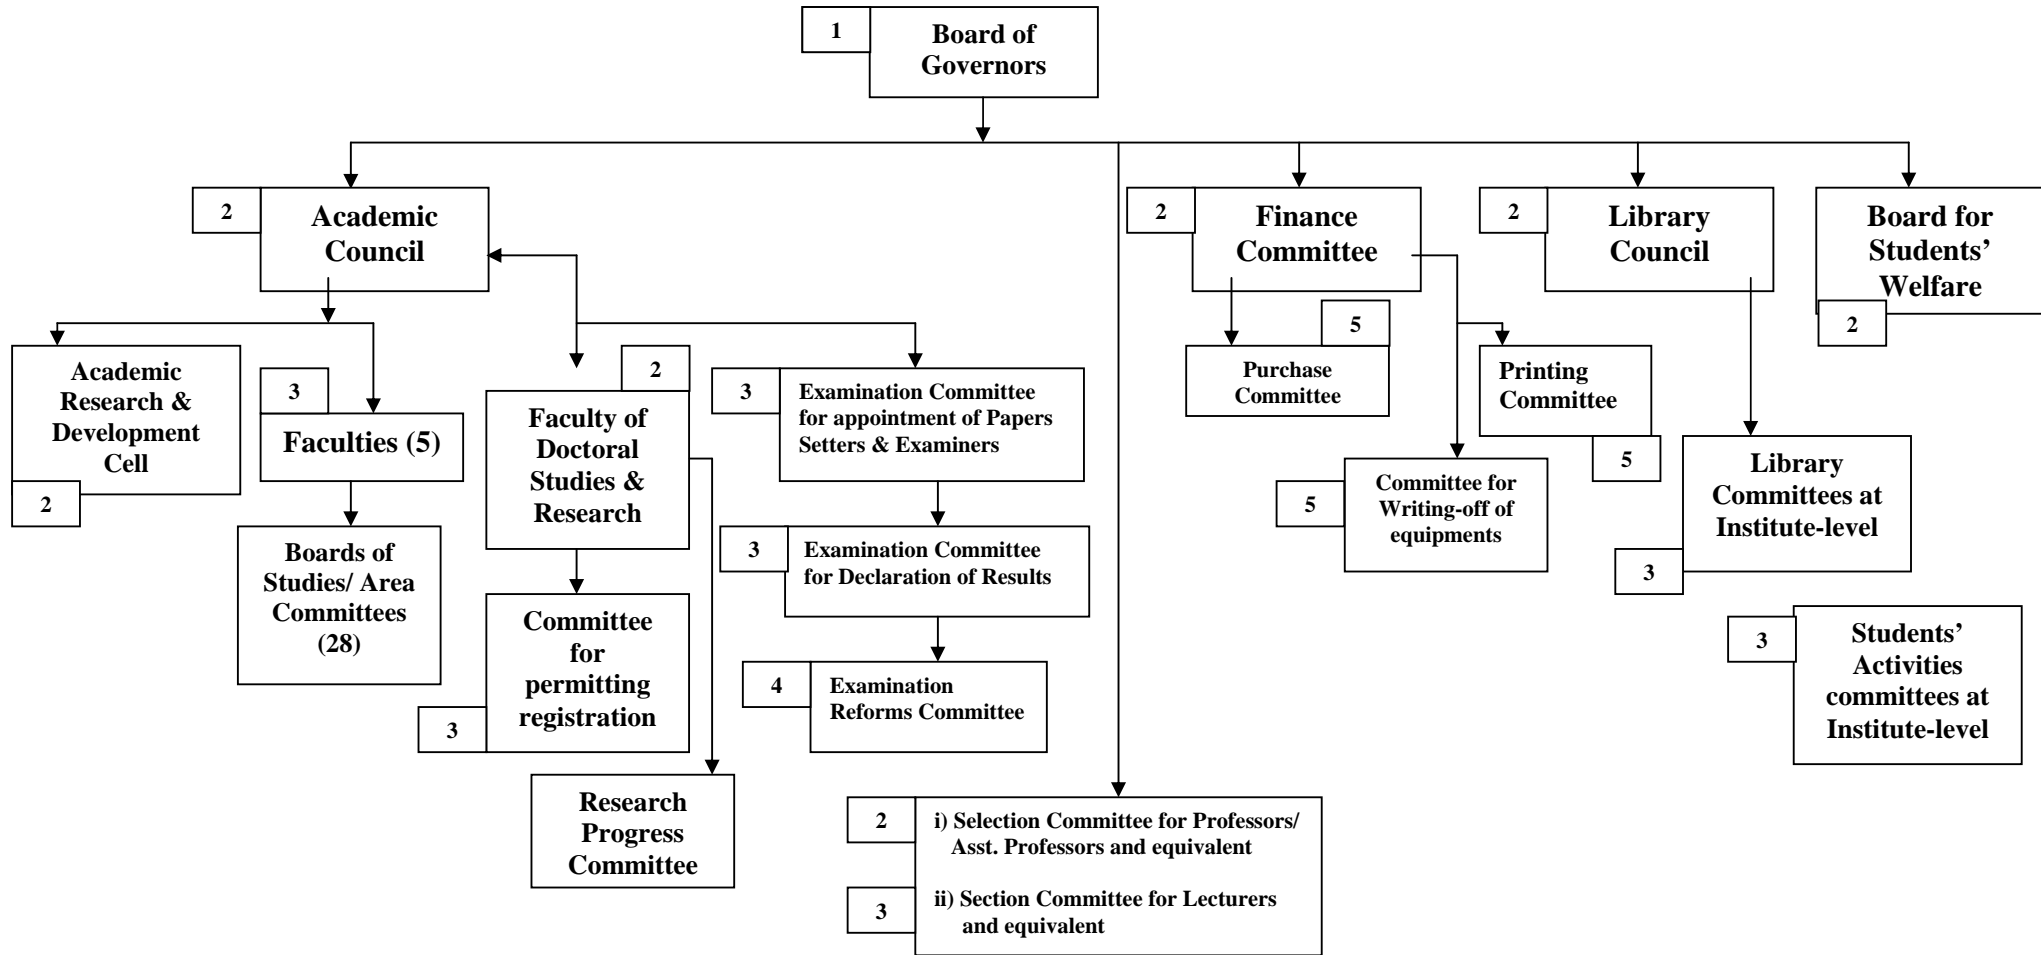 1
Board of
Governors
2
Academic
Council
2
Finance
Committee
2
Library
Council
Board for
Students’
Welfare
2
Academic
Research &
Development
Cell
2
3
Faculties (5)
Boards of
Studies/ Area
Committees
(28)
2
Faculty of
Doctoral
Studies &
Research
Committee
for
permitting
registration
3
Research
Progress
Committee
3
Examination Committee
for appointment of Papers
Setters & Examiners
3
Examination Committee
for Declaration of Results
4
Examination
Reforms Committee
2
i) Selection Committee for Professors/
Asst. Professors and equivalent
3
ii) Section Committee for Lecturers
and equivalent
5
Purchase
Committee
Printing
Committee
5
5
Committee for
Writing-off of
equipments
Library
Committees at
Institute-level
3
3
Students’
Activities
committees at
Institute-level